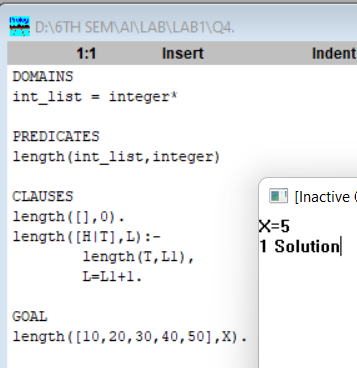 Prolog
D:\6TH SEM\AI\LAB\LAB1\Q4.
1:1 Insert Indent
DOMAINS
int_list = integer*
PREDICATES
length(int_list,integer)
CLAUSES
length([],0).
length([H|T],L):-
length(T,L1),
L=L1+1.
GOAL
length([10,20,30,40,50],X).
[Inactive
X=5
1 Solution